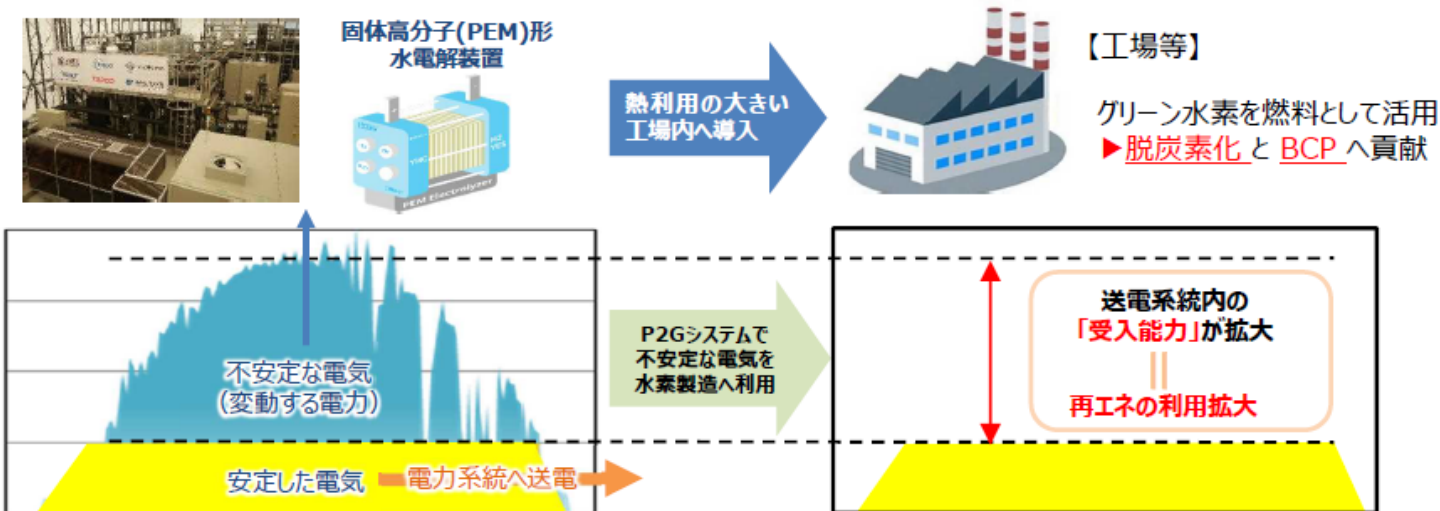 固体高分子(PEM)形
水電解装置
PEM Electrolyzer
熱利用の大きい
工場内へ導入
【工場等】
グリーン水素を燃料として活用
▶脱炭素化 と BCP へ貢献
不安定な電気
(変動する電力)
安定した電気
電力系統へ送電
P2Gシステムで
不安定な電気を
水素製造へ利用
送電系統内の
「受入能力」が拡大
再エネの利用拡大